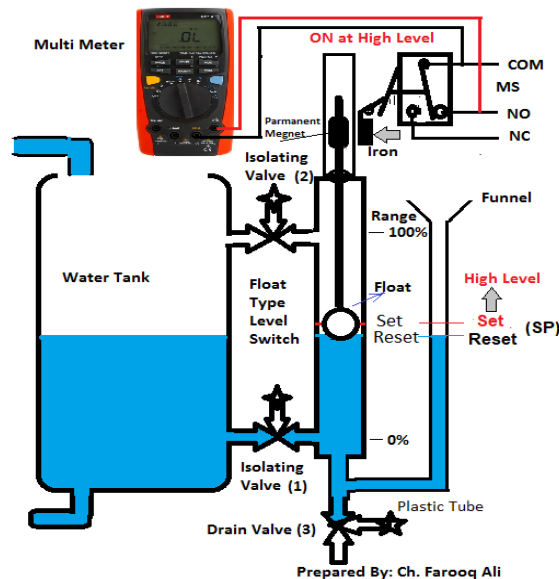 Multi Meter
OL
ON at High Level
COM
MS
NO
NC
Parmanent
Megnet
Iron
Isolating
Valve (2)
Funnel
Range
100%
Water Tank
Float
Type
Level
Switch
Float
High Level
Set
Set
(SP)
Reset
Reset
0%
Isolating
Valve (1)
Plastic Tube
Drain Valve (3)
Prepared By: Ch. Farooq Ali